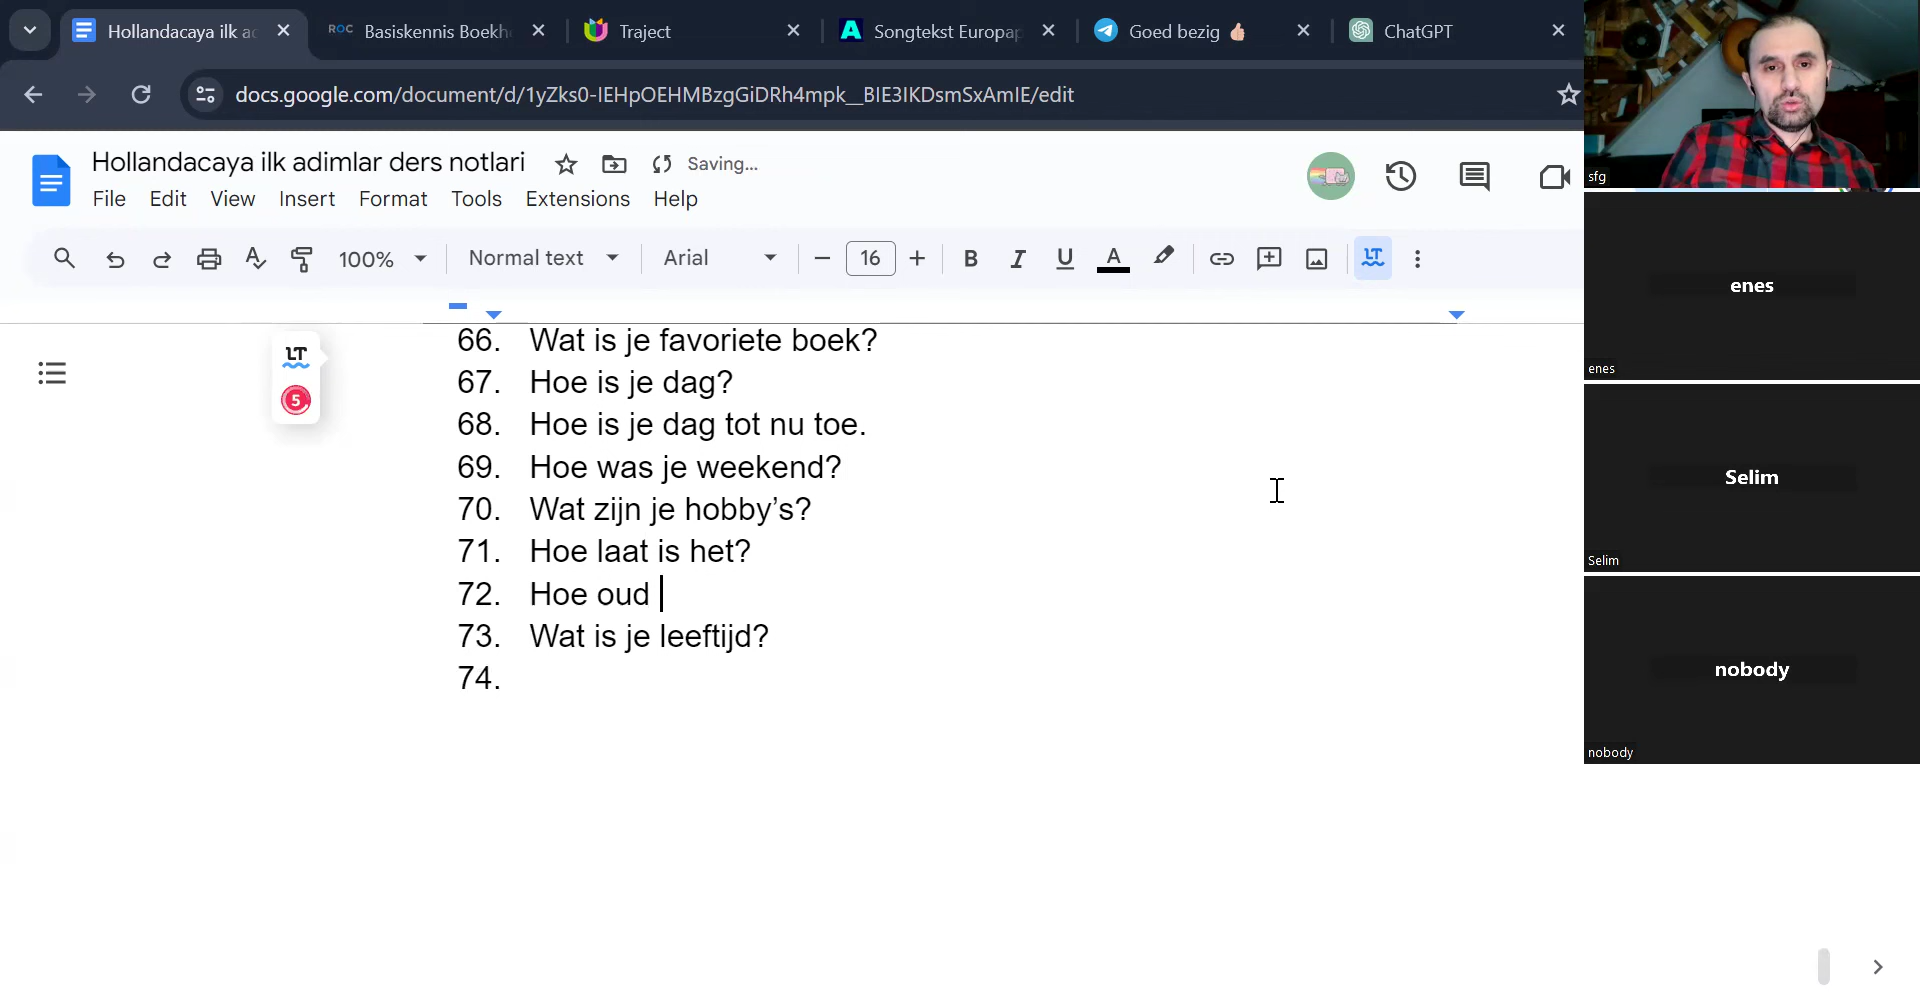 Hollandacaya ilk a
ROC Basiskennis Boekh
Traject
Songtekst Europap
Goed bezig 👍🏻
ChatGPT
docs.google.com/document/d/1yZks0-IEHpOEHMBzgGiDRh4mpk__BIE3IKDsmSxAmIE/edit
Hollandacaya ilk adimlar ders notlari
Saving...
File Edit View Insert Format Tools Extensions Help
100% Normal text Arial 16 B I U A LT
LT
5
66. Wat is je favoriete boek?
67. Hoe is je dag?
68. Hoe is je dag tot nu toe.
69. Hoe was je weekend?
70. Wat zijn je hobby’s?
71. Hoe laat is het?
72. Hoe oud
73. Wat is je leeftijd?
74.
sfg
enes
enes
Selim
Selim
nobody
nobody